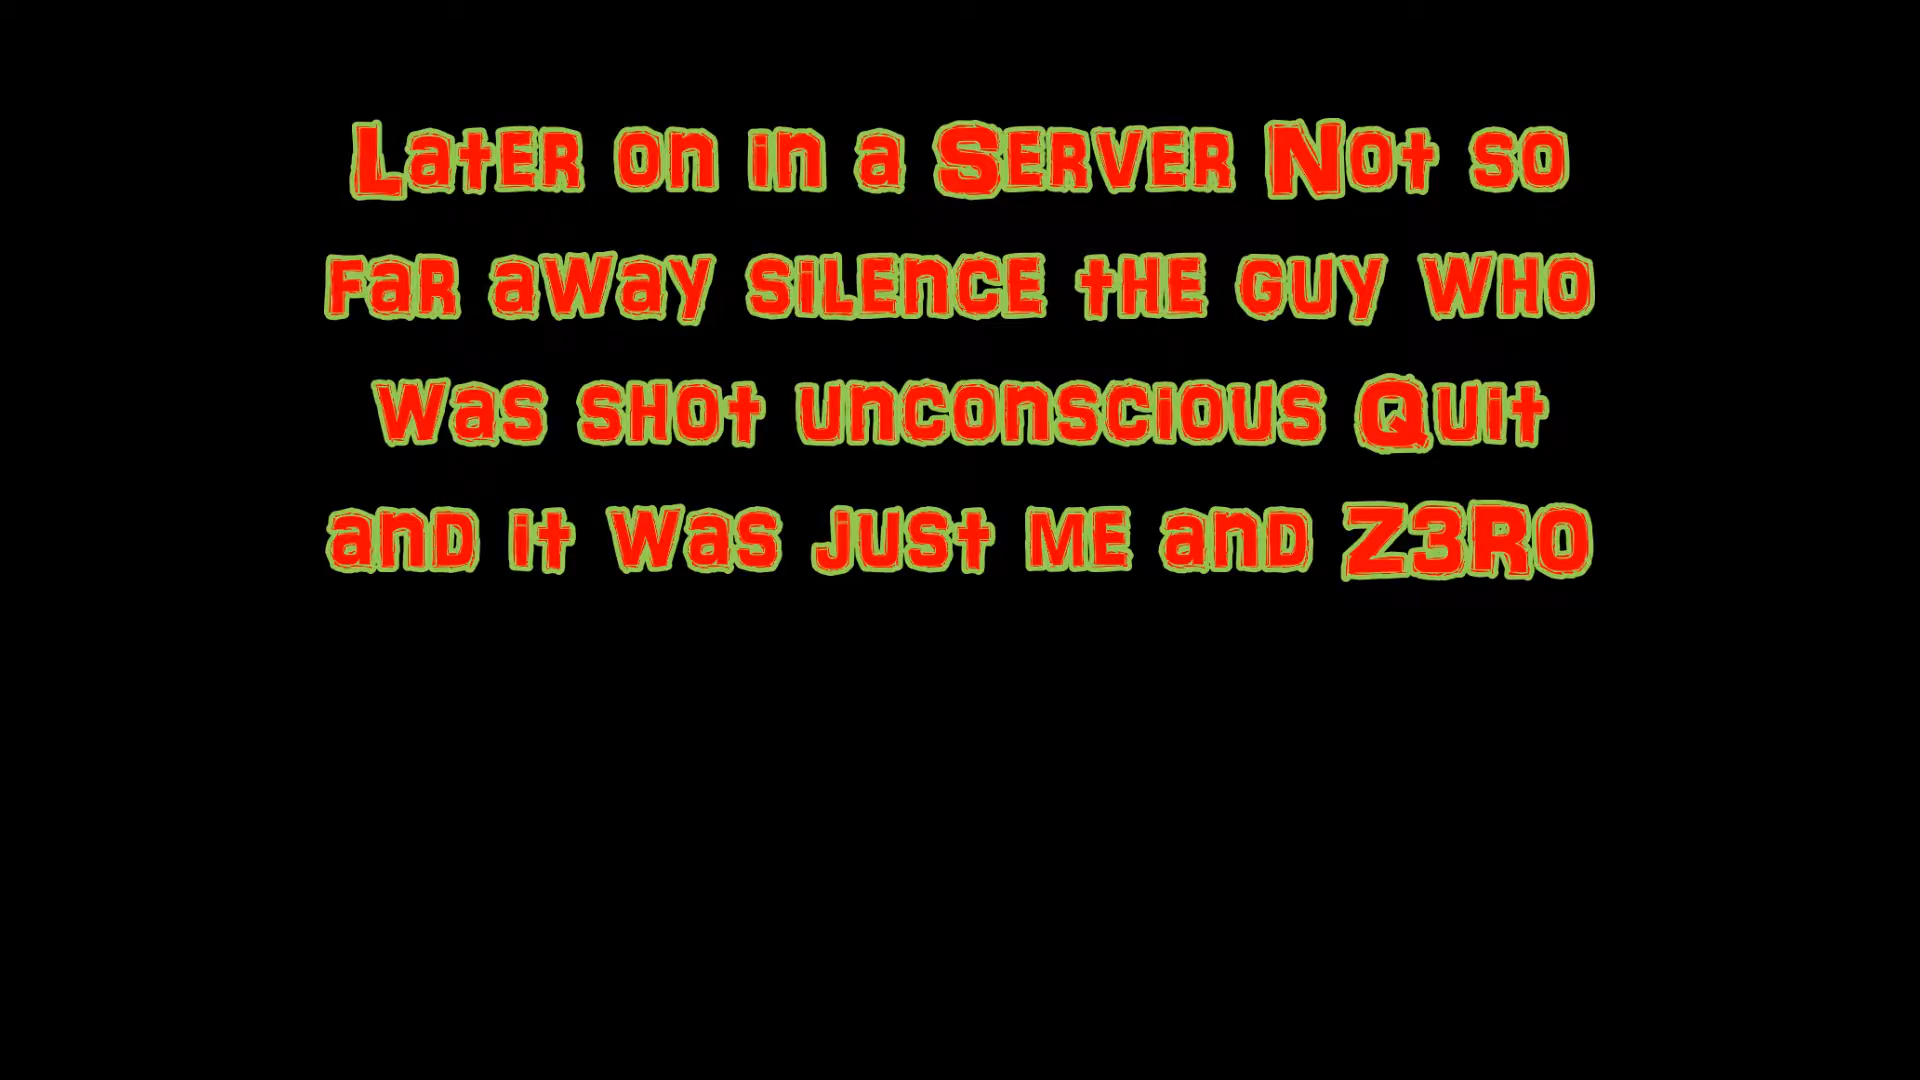 Later on in a Server Not so
far away silence the guy who
was shot unconscious Quit
and it was just me and Z3R0